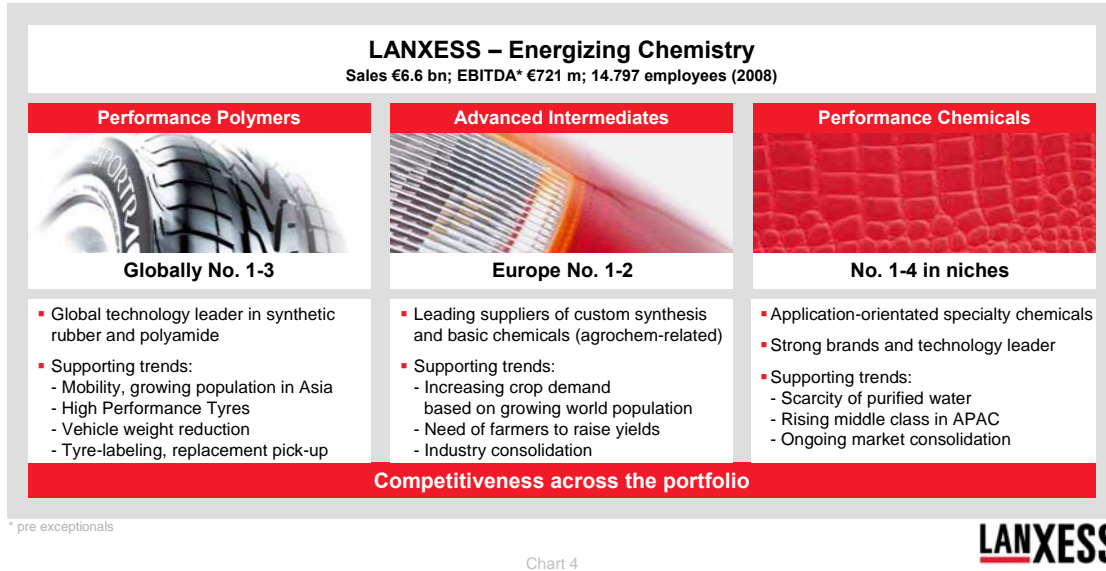 LANXESS – Energizing Chemistry
Sales €6.6 bn; EBITDA* €721 m; 14.797 employees (2008)
Performance Polymers
SPORTRAC
Globally No. 1-3
▪ Global technology leader in synthetic
rubber and polyamide
▪ Supporting trends:
- Mobility, growing population in Asia
- High Performance Tyres
- Vehicle weight reduction
- Tyre-labeling, replacement pick-up
Advanced Intermediates
Europe No. 1-2
▪ Leading suppliers of custom synthesis
and basic chemicals (agrochem-related)
▪ Supporting trends:
- Increasing crop demand
based on growing world population
- Need of farmers to raise yields
- Industry consolidation
Performance Chemicals
No. 1-4 in niches
▪ Application-orientated specialty chemicals
▪ Strong brands and technology leader
▪ Supporting trends:
- Scarcity of purified water
- Rising middle class in APAC
- Ongoing market consolidation
Competitiveness across the portfolio
* pre exceptionals
Chart 4
LANXESS